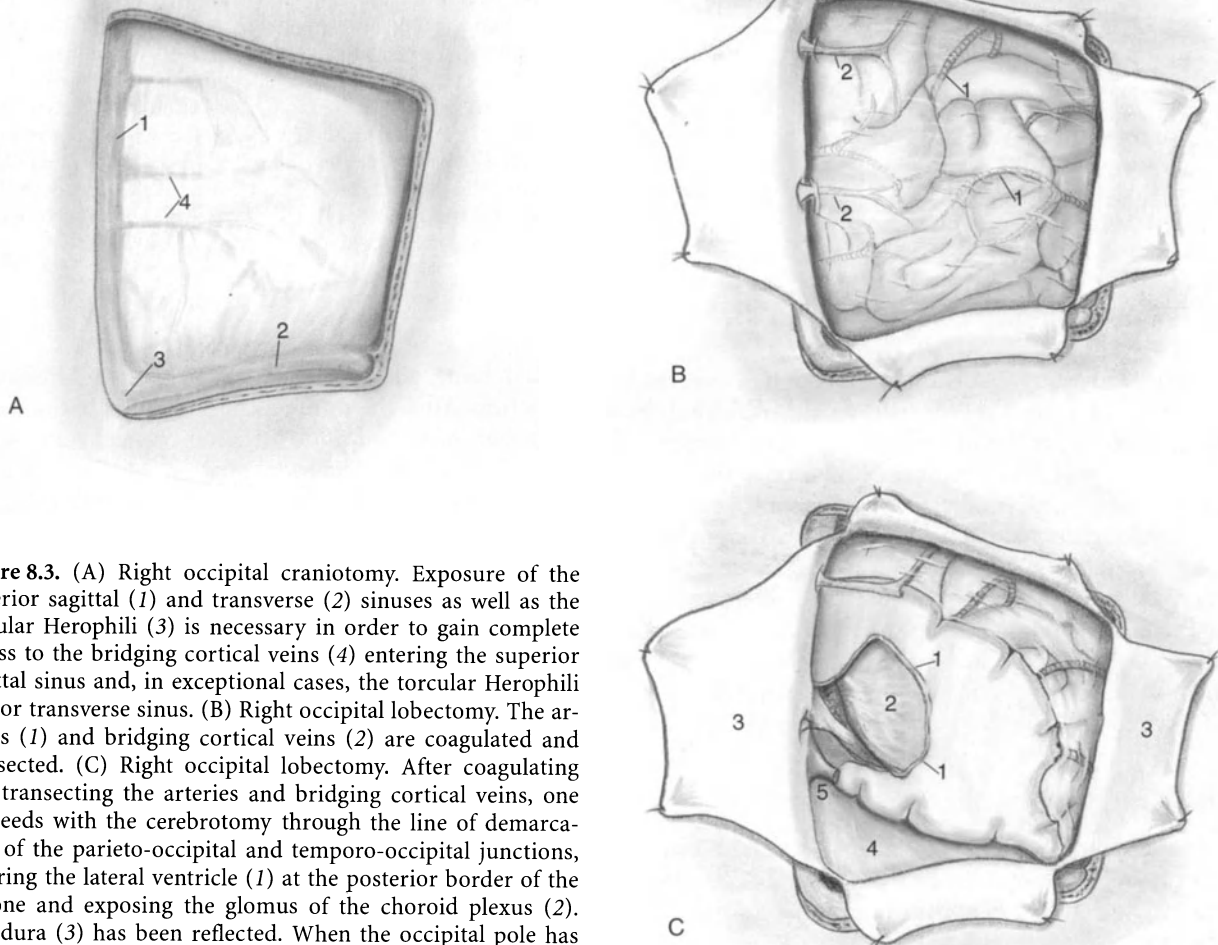 1
4
2
3
A
2
1
1
2
B
re 8.3. (A) Right occipital craniotomy. Exposure of the
rior sagittal (1) and transverse (2) sinuses as well as the
ular Herophili (3) is necessary in order to gain complete
ss to the bridging cortical veins (4) entering the superior
ttal sinus and, in exceptional cases, the torcular Herophili
or transverse sinus. (B) Right occipital lobectomy. The ar-
s (1) and bridging cortical veins (2) are coagulated and
sected. (C) Right occipital lobectomy. After coagulating
transecting the arteries and bridging cortical veins, one
eeds with the cerebrotomy through the line of demarca-
of the parieto-occipital and temporo-occipital junctions,
ring the lateral ventricle (1) at the posterior border of the
one and exposing the glomus of the choroid plexus (2).
dura (3) has been reflected. When the occipital pole has
1
2
3
3
1
5
4
C